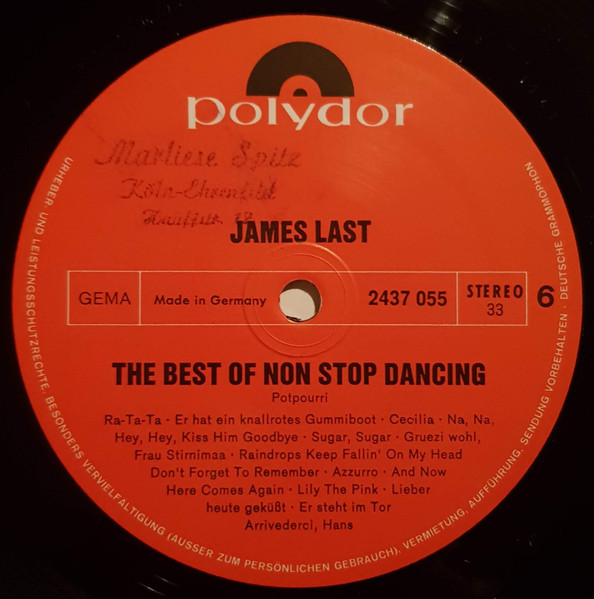 polydor
Marliese Spitz
Köln-Ehrenfeld
JAMES LAST
GEMA
Made in Germany
2437 055
STEREO
33
6
THE BEST OF NON STOP DANCING
Potpourri
Ra-Ta-Ta · Er hat ein knallrotes Gummiboot · Cecilia · Na, Na,
Hey, Hey, Kiss Him Goodbye · Sugar, Sugar · Gruezi wohl,
Frau Stirnimaa · Raindrops Keep Fallin' On My Head
Don't Forget To Remember · Azzurro · And Now
Here Comes Again · Lily The Pink · Lieber
heute geküßt · Er steht im Tor
Arrivederci, Hans
URHEBER- UND LEISTUNGSSCHUTZRECHTE, BESONDERS VERVIELFÄLTIGUNG (AUSSER ZUM PERSÖNLICHEN GEBRAUCH), VERMIETUNG, AUFFÜHRUNG, SENDUNG VORBEHALTEN · DEUTSCHE GRAMMOPHON